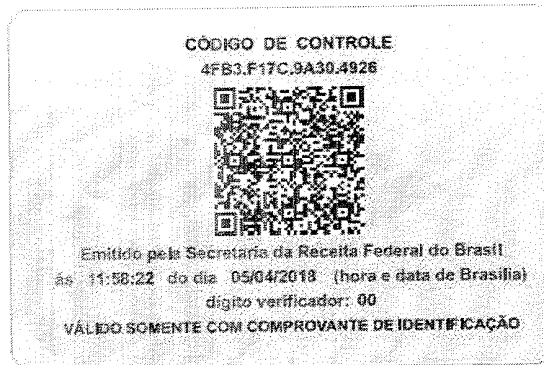 CÓDIGO DE CONTROLE
4FB3.F17C.9A30.4926
Emitido pela Secretaria da Receita Federal do Brasil
às 11:58:22 do dia 05/04/2018 (hora e data de Brasília)
dígito verificador: 00
VÁLIDO SOMENTE COM COMPROVANTE DE IDENTIFICAÇÃO